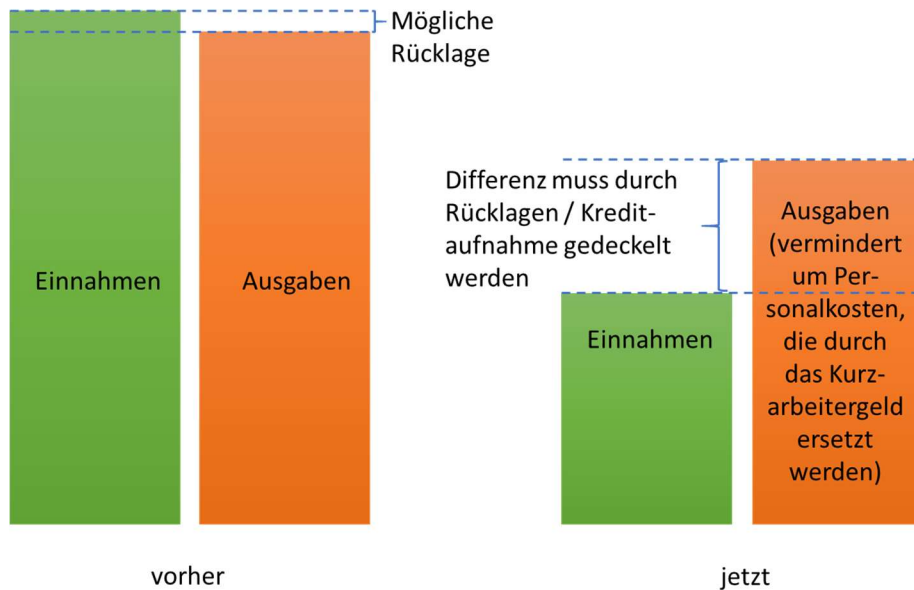 Mögliche
Rücklage
Einnahmen
Ausgaben
vorher
Differenz muss durch
Rücklagen / Kredit-
aufnahme gedeckelt
werden
Einnahmen
Ausgaben
(vermindert
um Per-
sonalkosten,
die durch
das Kurz-
arbeitergeld
ersetzt
werden)
jetzt